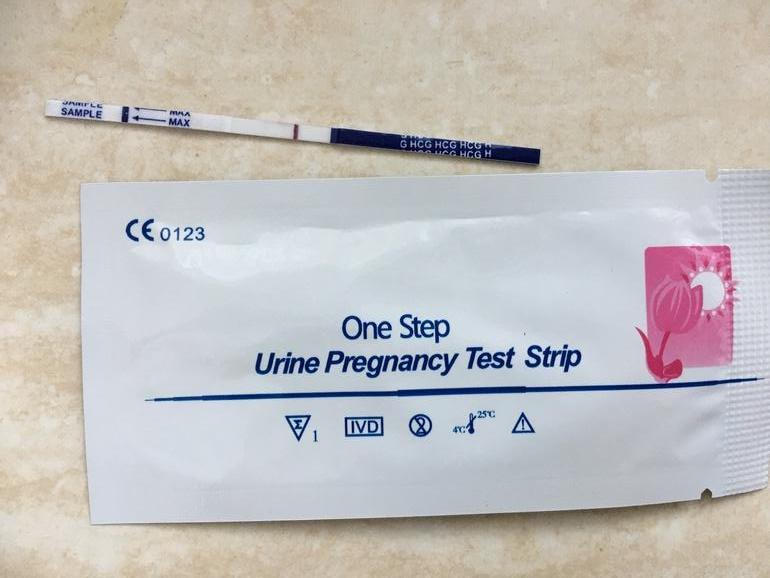 SAMPLE MAX
SAMPLE MAX
G HCG HCG HCG H
CE 0123
One Step
Urine Pregnancy Test Strip
1 IVD 4°C 25°C